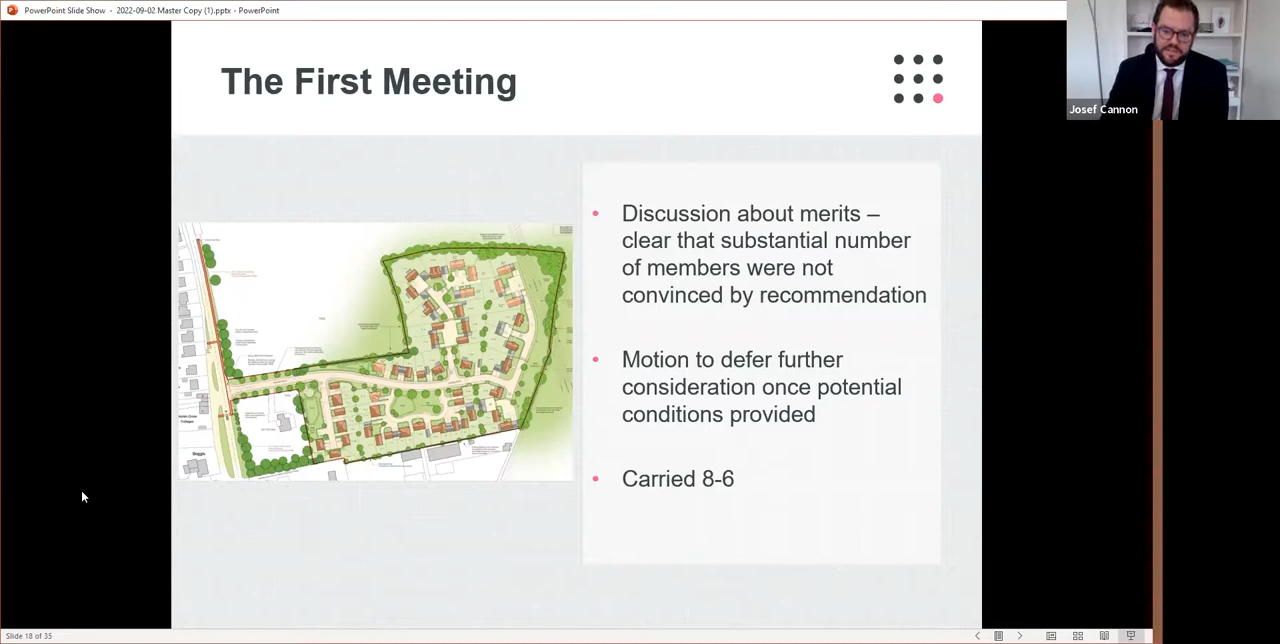 PowerPoint Slide Show - 2022-09-02 Master Copy (1).pptx - PowerPoint
Josef Cannon
The First Meeting
• Discussion about merits –
clear that substantial number
of members were not
convinced by recommendation
• Motion to defer further
consideration once potential
conditions provided
• Carried 8-6
Slide 18 of 35